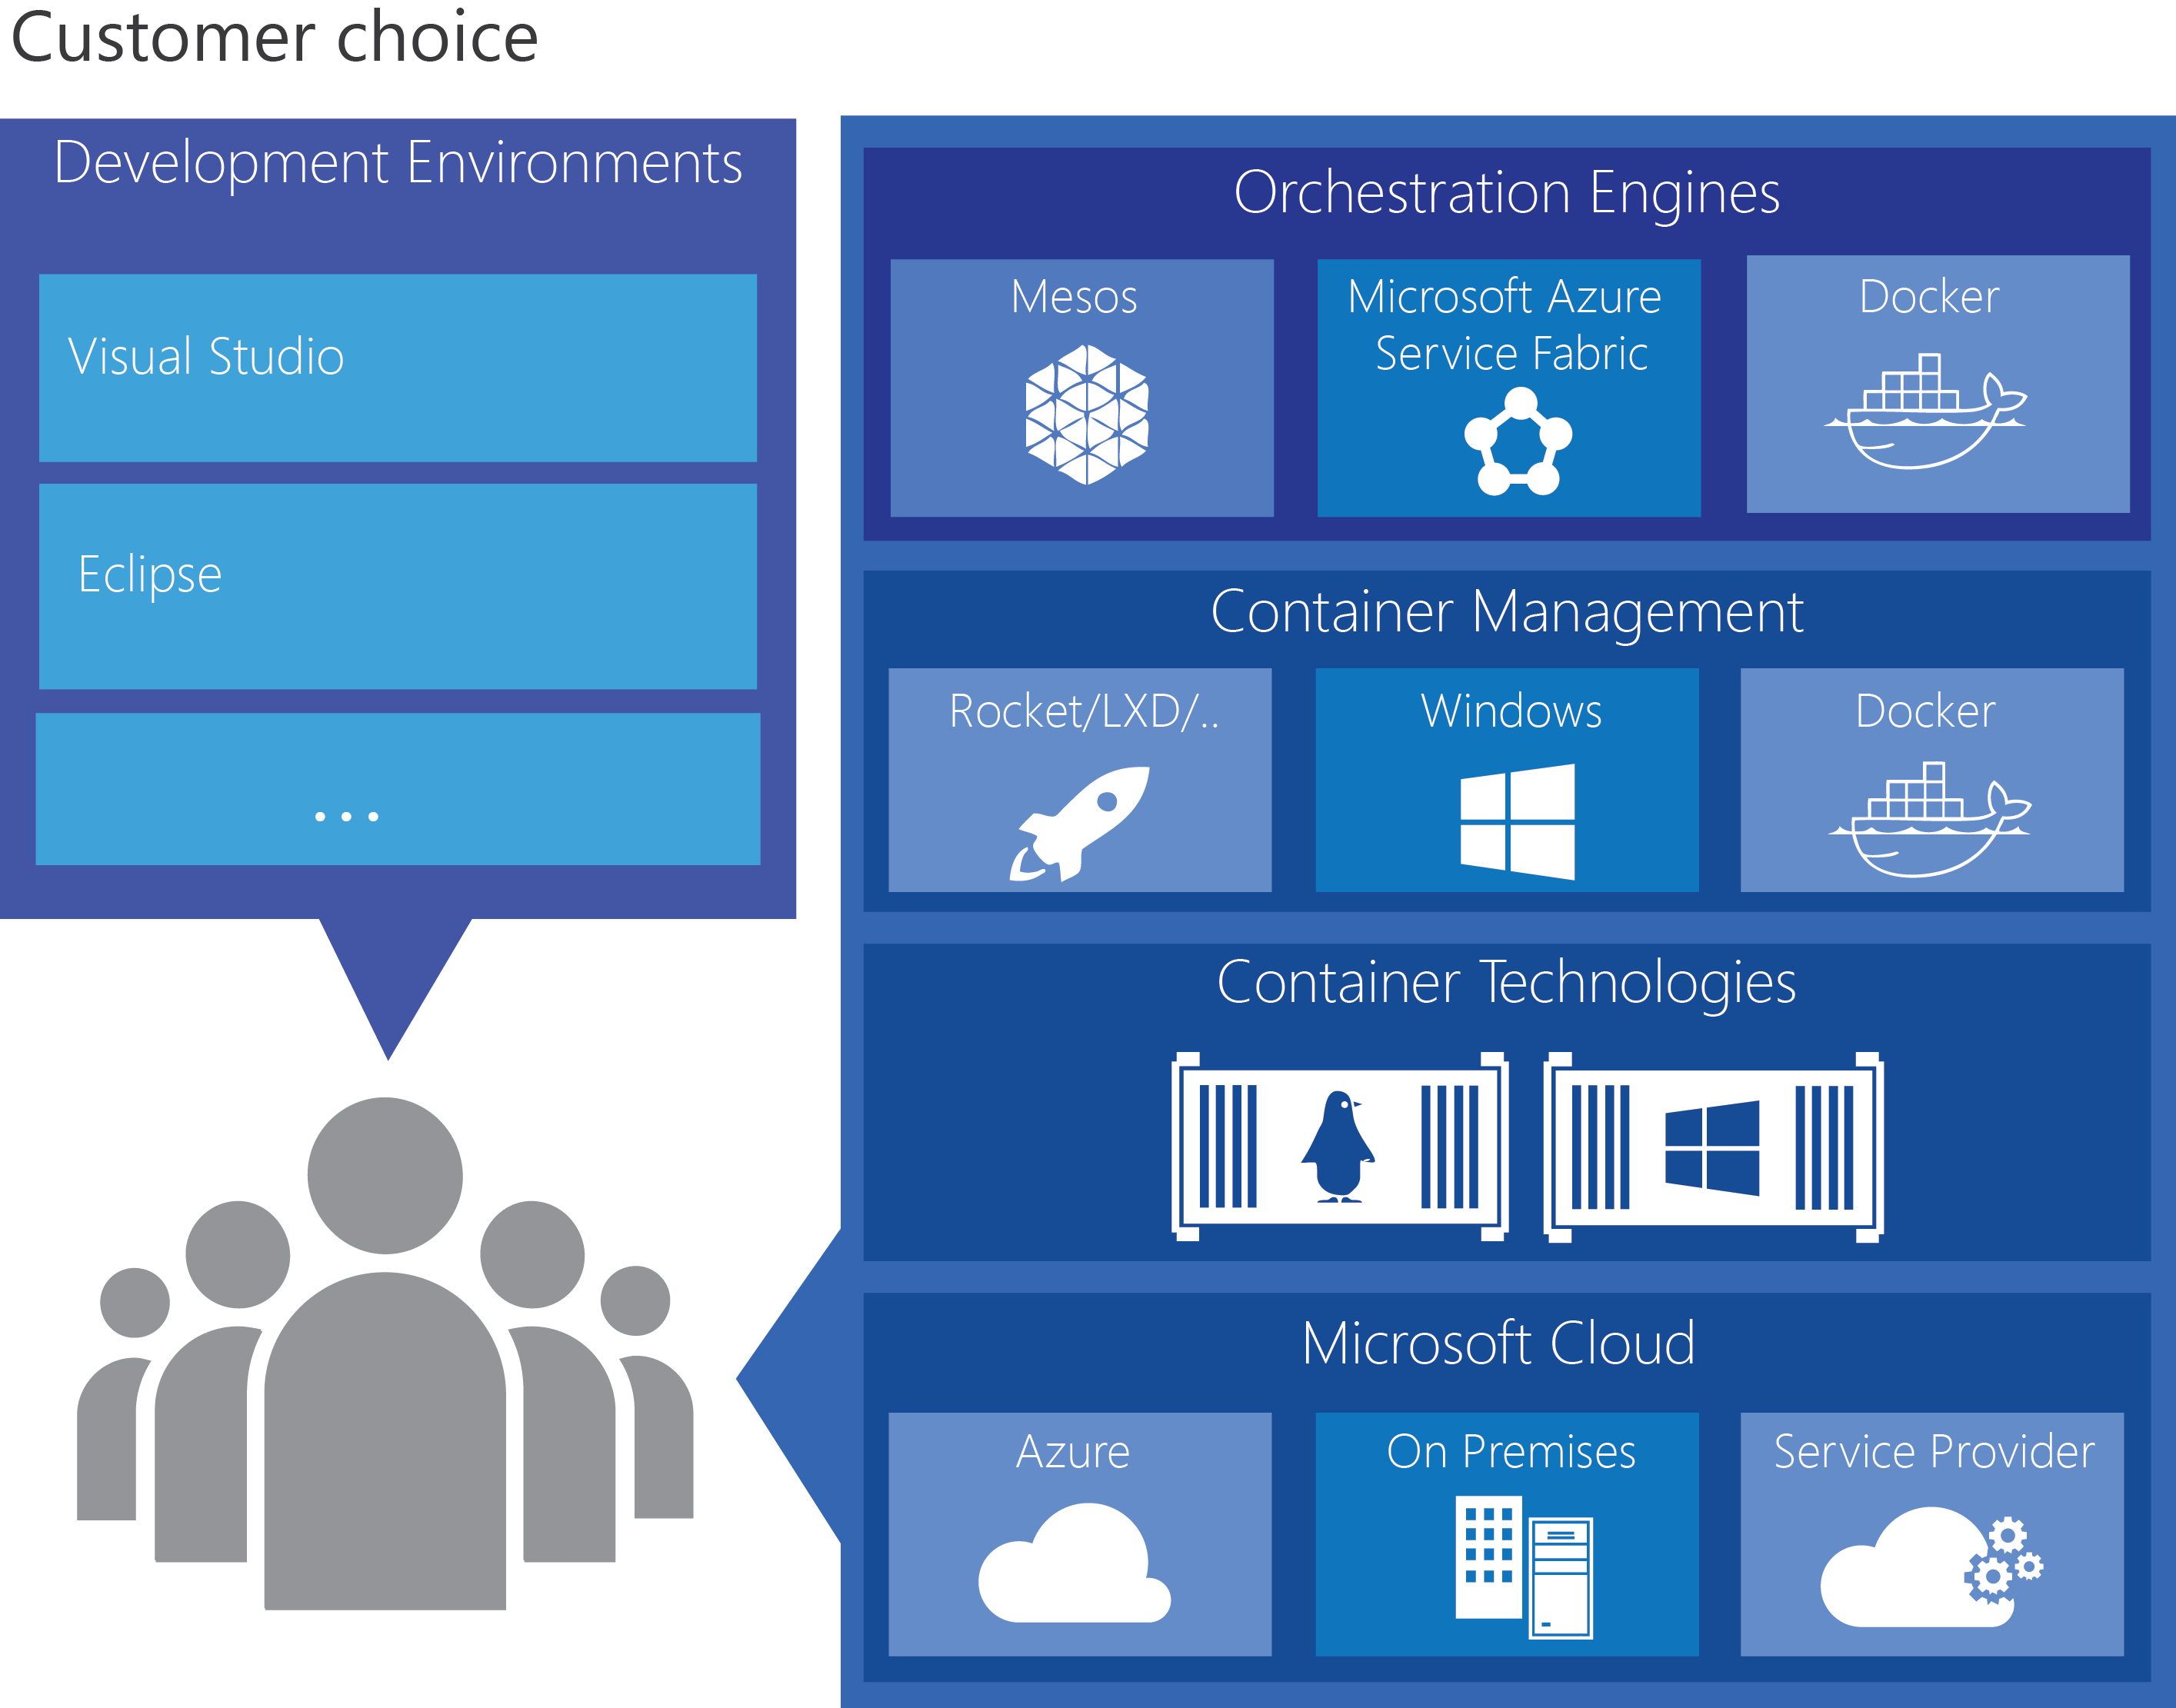 Customer choice
Development Environments
Visual Studio
Eclipse
...
Orchestration Engines
Mesos
Microsoft Azure
Service Fabric
Docker
Container Management
Rocket/LXD/..
Windows
Docker
Container Technologies
Microsoft Cloud
Azure
On Premises
Service Provider